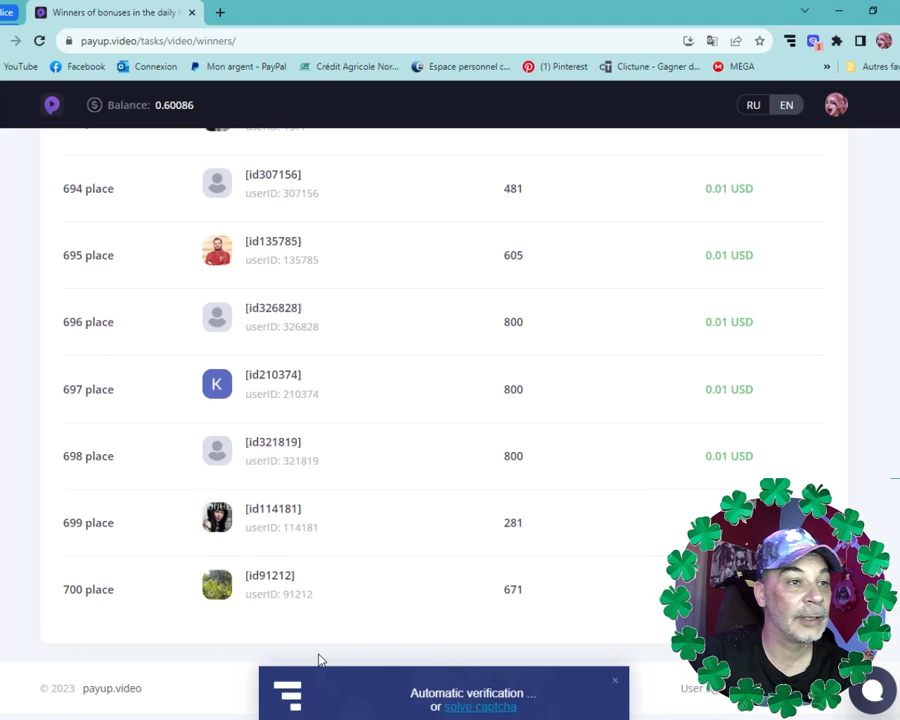 Winners of bonuses in the daily
payup.video/tasks/video/winners/
3
YouTube Facebook Connexion Mon argent - PayPal Crédit Agricole Nor... Espace personnel c... (1) Pinterest Clictune - Gagner d... MEGA » Autres fav
Balance: 0.60086 RU EN
694 place [id307156] 481 0.01 USD
userID: 307156
695 place [id135785] 605 0.01 USD
userID: 135785
696 place [id326828] 800 0.01 USD
userID: 326828
697 place K [id210374] 800 0.01 USD
userID: 210374
698 place [id321819] 800 0.01 USD
userID: 321819
699 place [id114181] 281
userID: 114181
700 place [id91212] 671
userID: 91212
© 2023 payup.video User
Automatic verification ...
or solve captcha